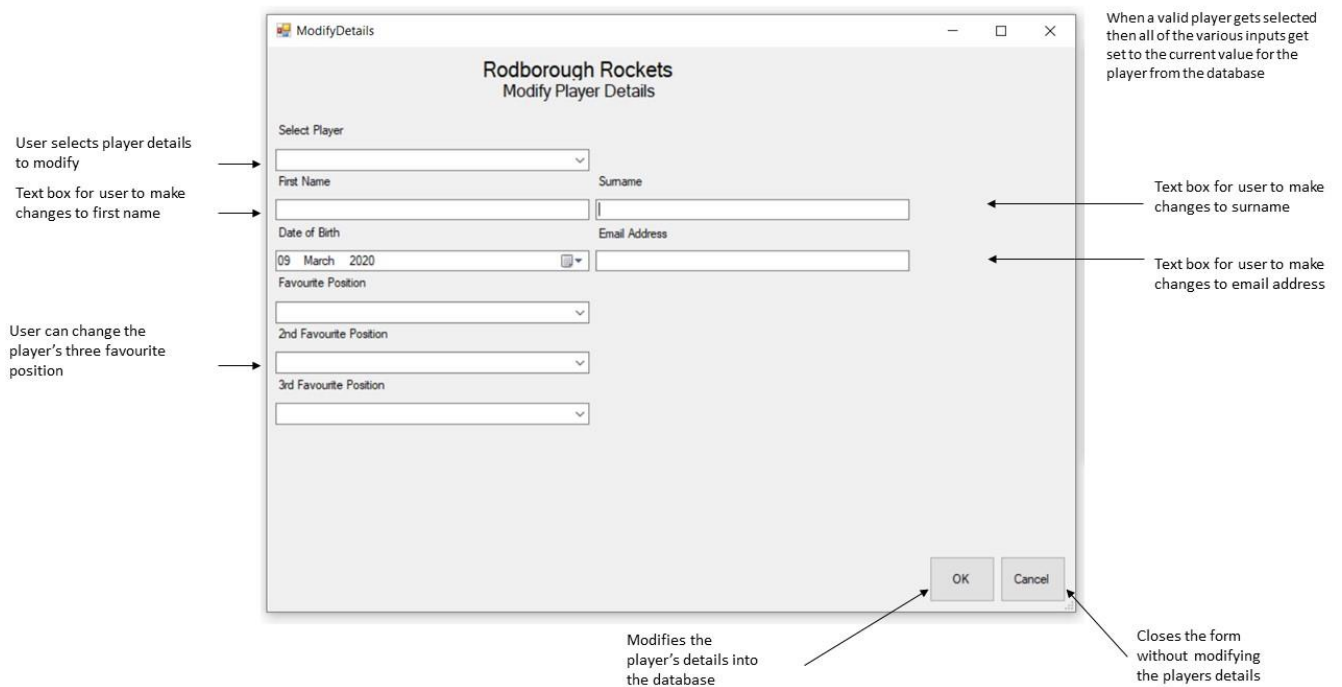 ModifyDetails
When a valid player gets selected
then all of the various inputs get
set to the current value for the
player from the database
Rodborough Rockets
Modify Player Details
Select Player
User selects player details
to modify
First Name
Surname
Text box for user to make
changes to first name
Text box for user to make
changes to surname
Date of Birth
Email Address
09 March 2020
Text box for user to make
changes to email address
Favourite Position
User can change the
player's three favourite
position
2nd Favourite Position
3rd Favourite Position
OK
Cancel
Modifies the
player's details into
the database
Closes the form
without modifying
the players details